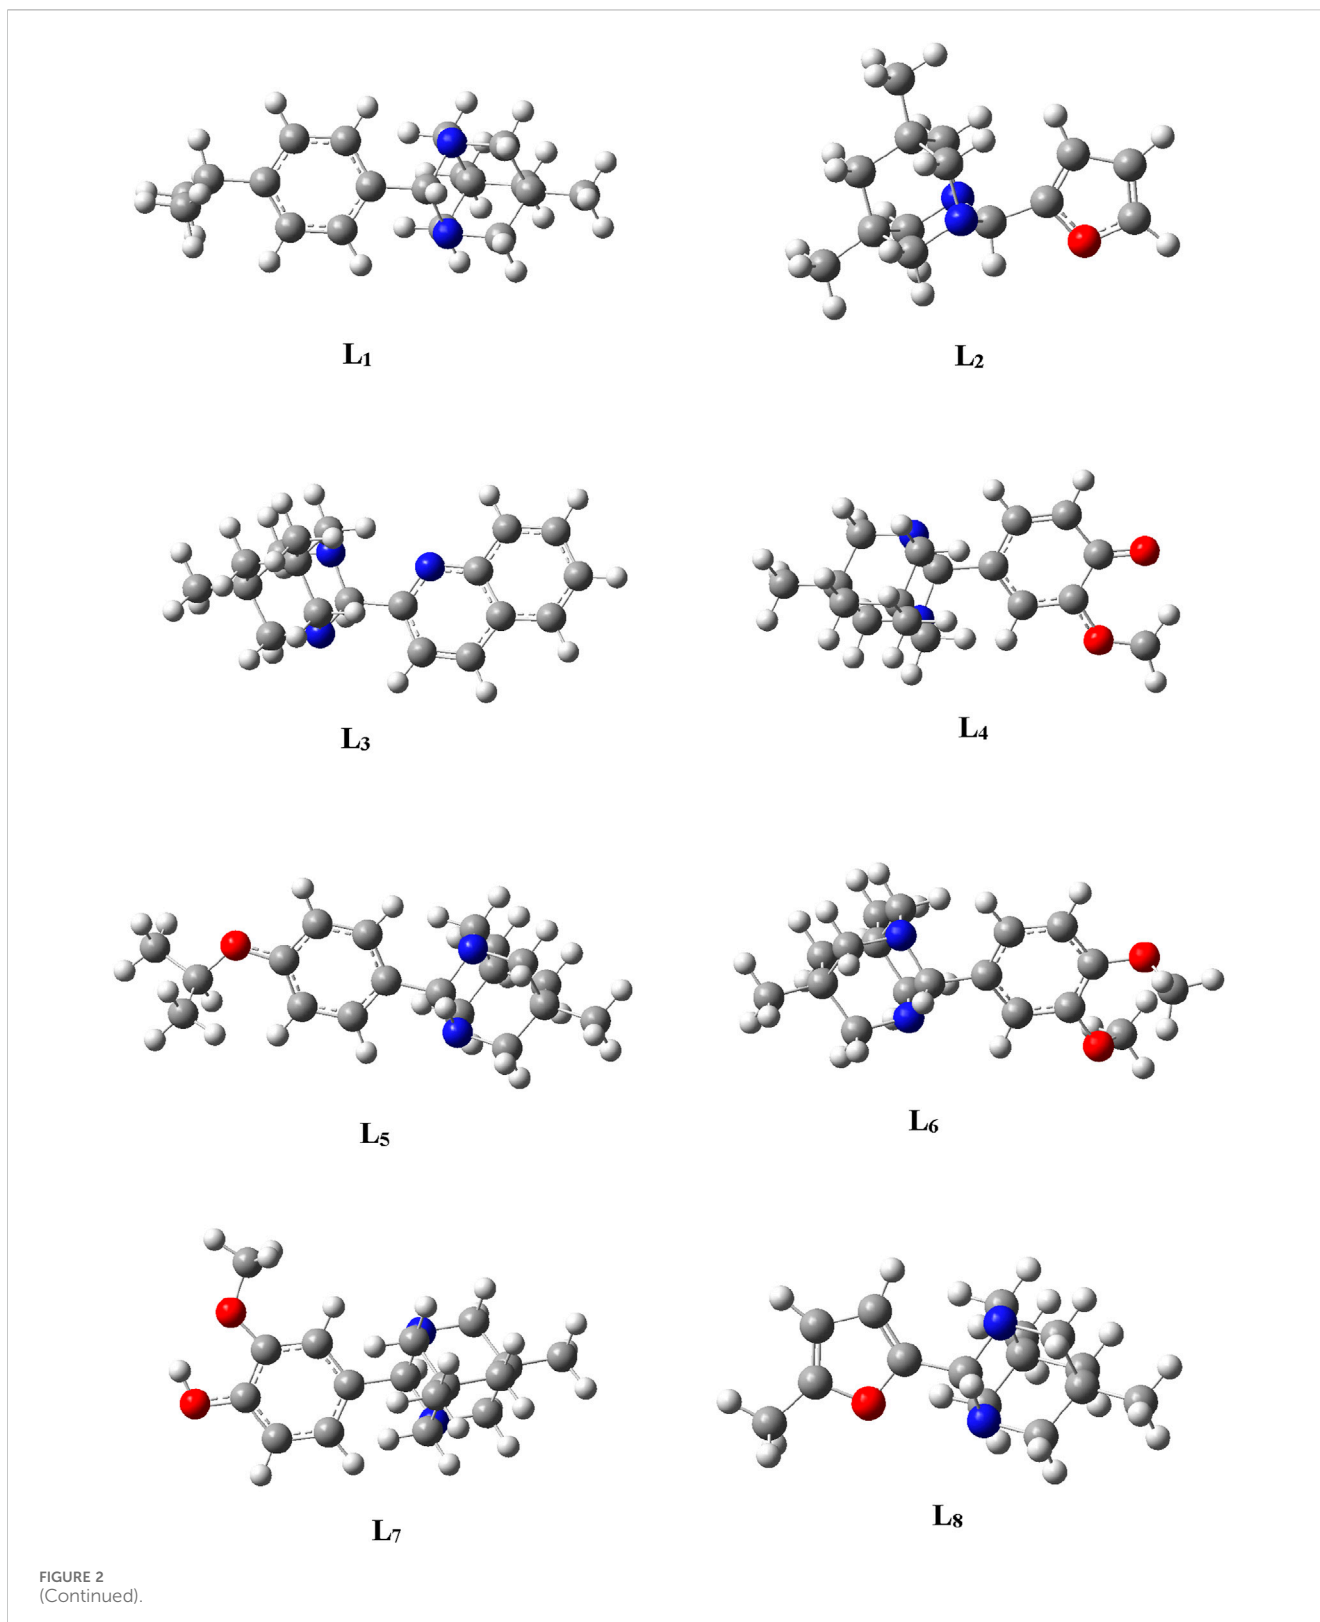 L₁
L₂
L₃
L₄
L₅
L₆
L₇
L₈
FIGURE 2
(Continued).